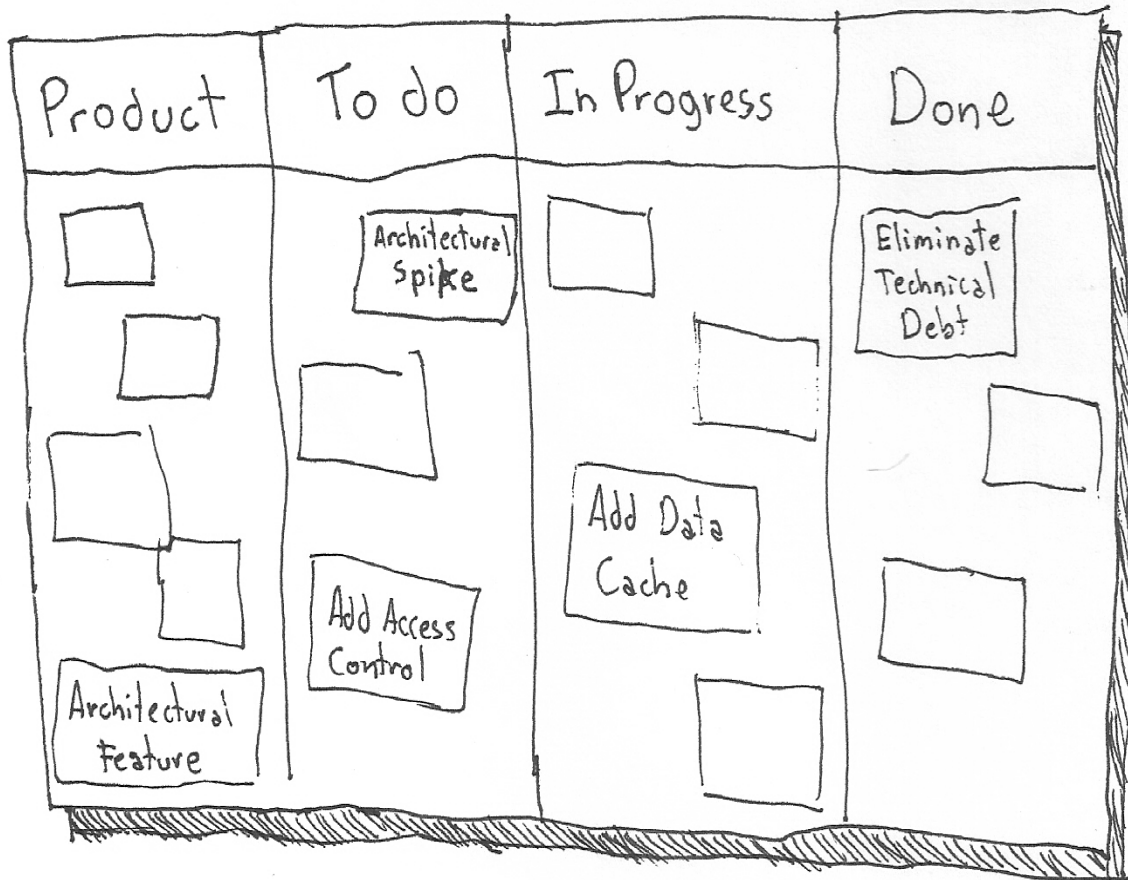 Product
To do
In Progress
Done
Architectural
Feature
Architectural
Spike
Add Access
Control
Add Data
Cache
Eliminate
Technical
Debt